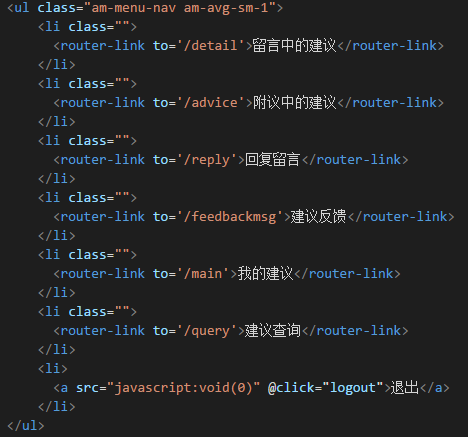 <ul class="am-menu-nav am-avg-sm-1">
<li class="">
<router-link to='/detail'>留言中的建议</router-link>
</li>
<li class="">
<router-link to='/advice'>附议中的建议</router-link>
</li>
<li class="">
<router-link to='/reply'>回复留言</router-link>
</li>
<li class="">
<router-link to='/feedbackmsg'>建议反馈</router-link>
</li>
<li class="">
<router-link to='/main'>我的建议</router-link>
</li>
<li class="">
<router-link to='/query'>建议查询</router-link>
</li>
<li>
<a src="javascript:void(0)" @click="logout">退出</a>
</li>
</ul>